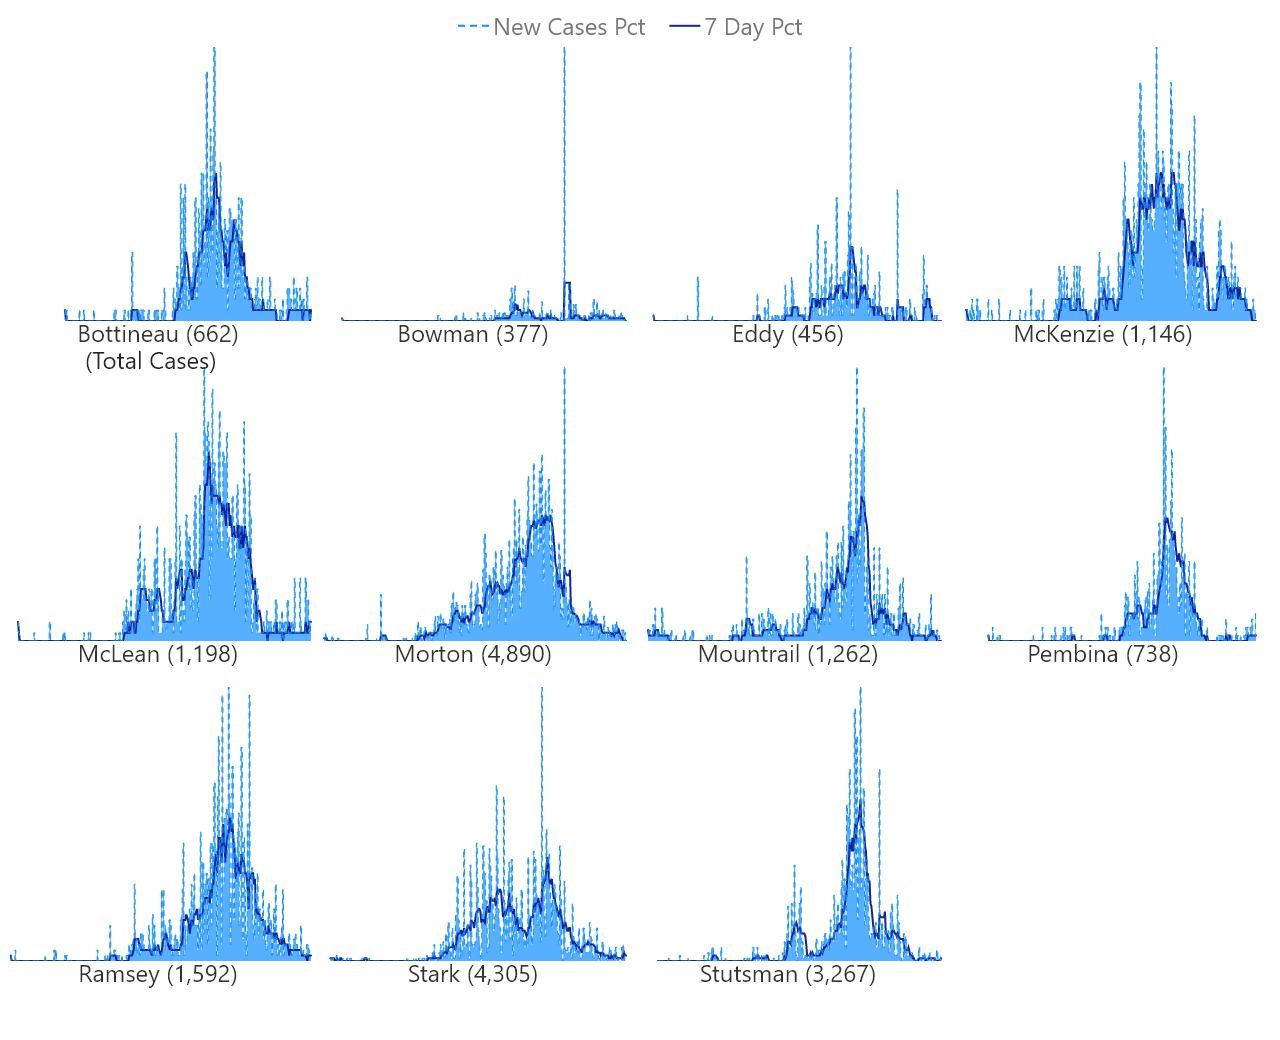 New Cases Pct 7 Day Pct
Bottineau (662) Bowman (377) Eddy (456) McKenzie (1,146)
(Total Cases)
McLean (1,198) Morton (4,890) Mountrail (1,262) Pembina (738)
Ramsey (1,592) Stark (4,305) Stutsman (3,267)